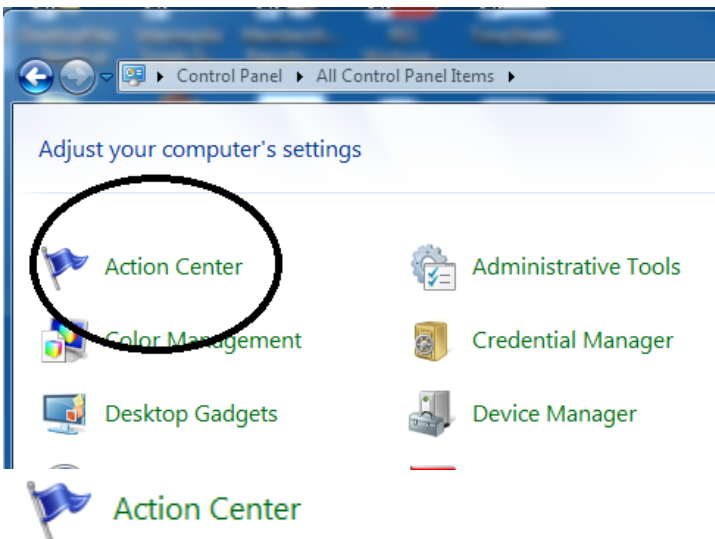 Control Panel All Control Panel Items
Adjust your computer's settings
Action Center Administrative Tools
Color Management Credential Manager
Desktop Gadgets Device Manager
Action Center